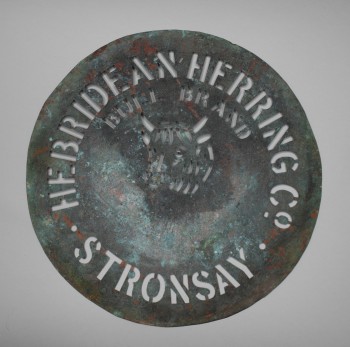 HEBRIDEAN HERRING Cº
BULL BRAND
· STRONSAY ·